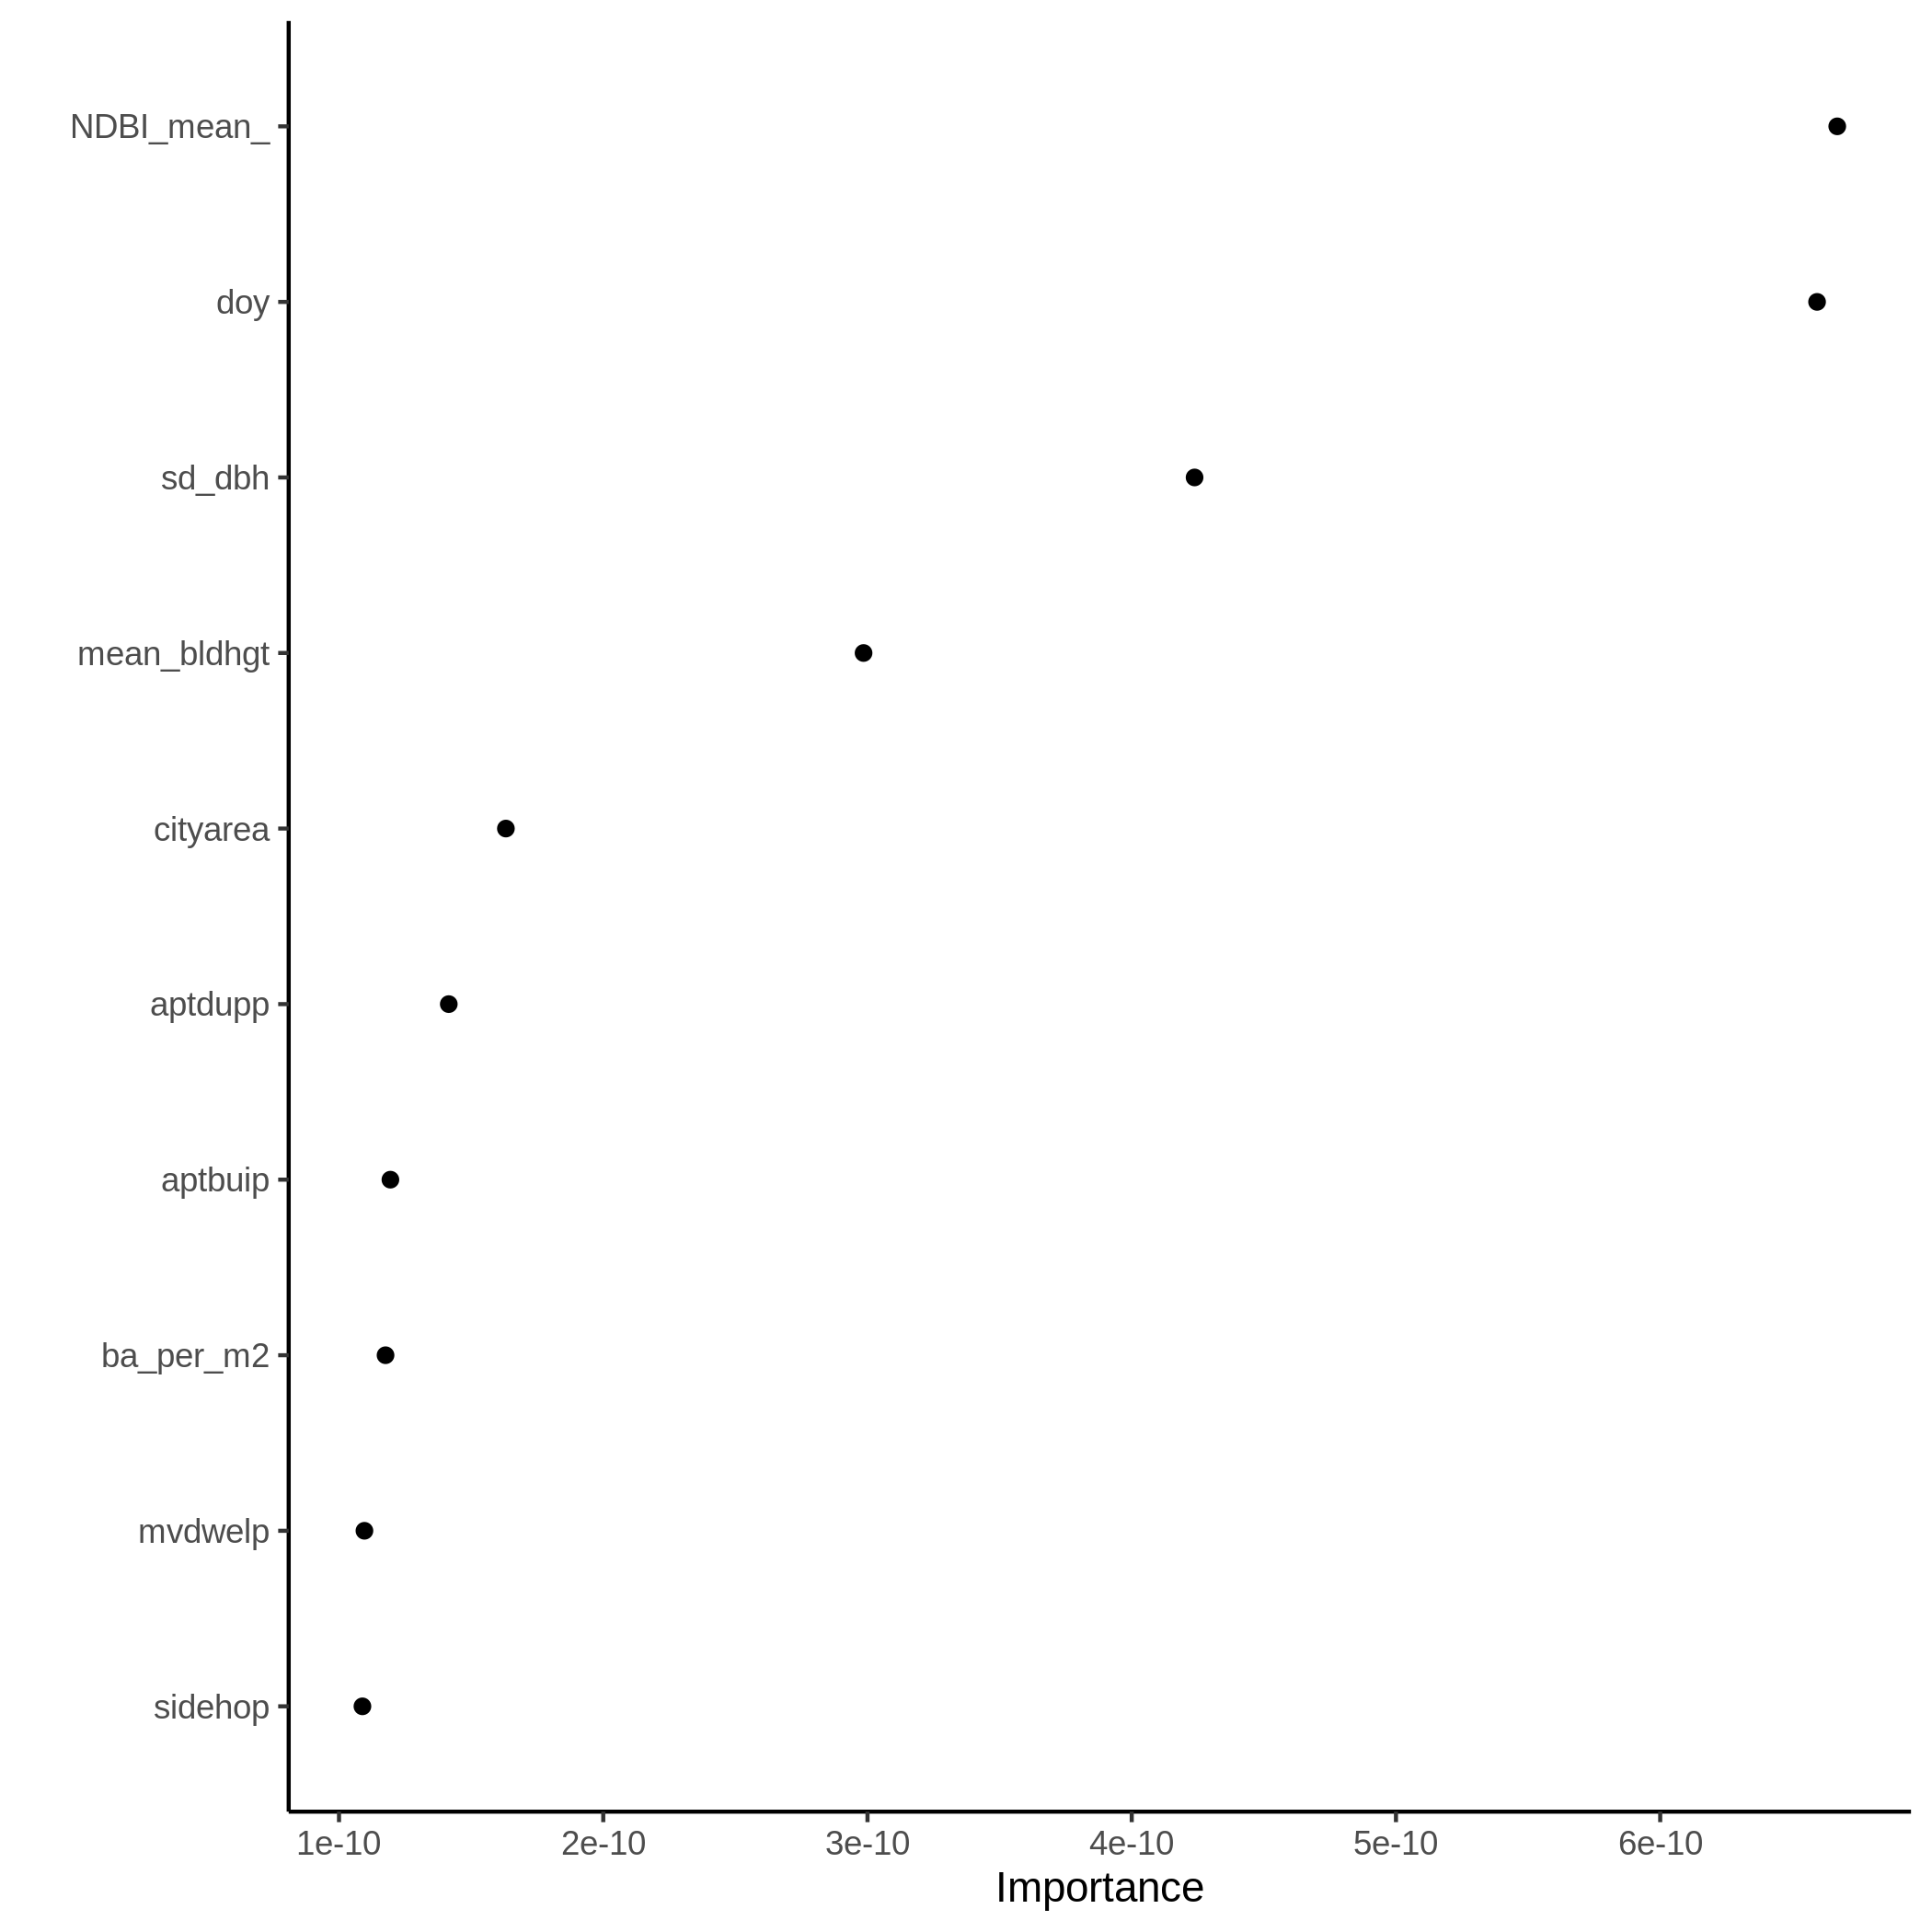 NDBI_mean_
doy
sd_dbh
mean_bldhgt
cityarea
aptdupp
aptbuip
ba_per_m2
mvdwelp
sidehop
1e-10 2e-10 3e-10 4e-10 5e-10 6e-10
Importance